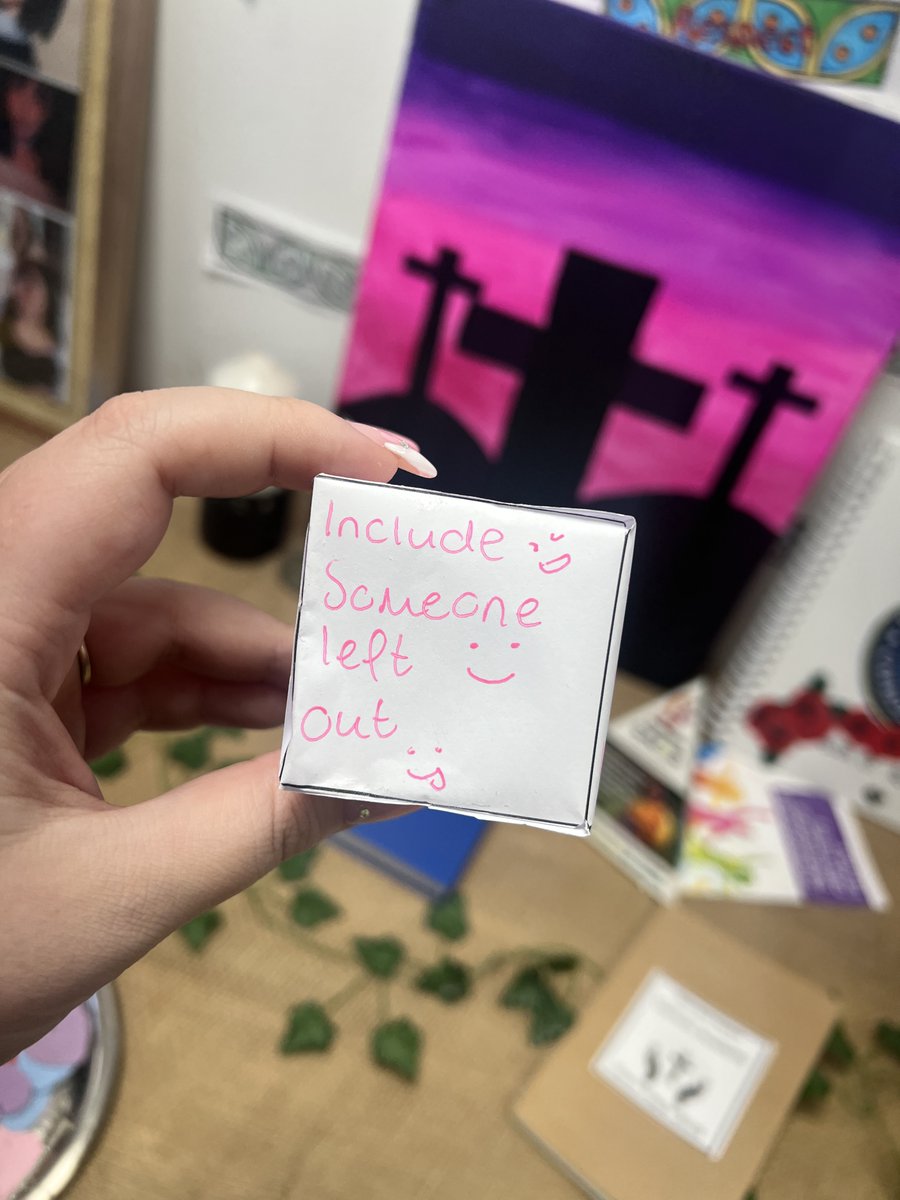 Include
Someone
left
out